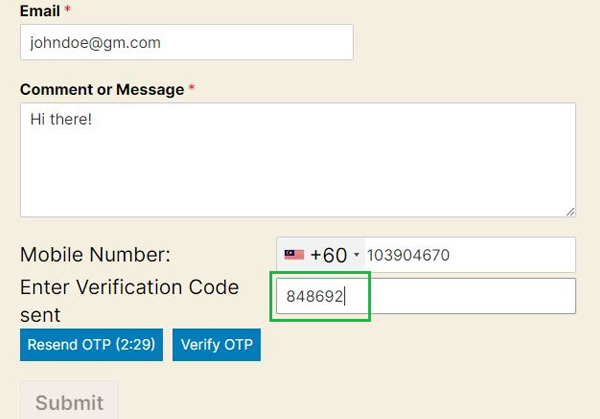 Email *
johndoe@gm.com
Comment or Message *
Hi there!
Mobile Number:
+60 103904670
Enter Verification Code
sent
848692
Resend OTP (2:29) Verify OTP
Submit